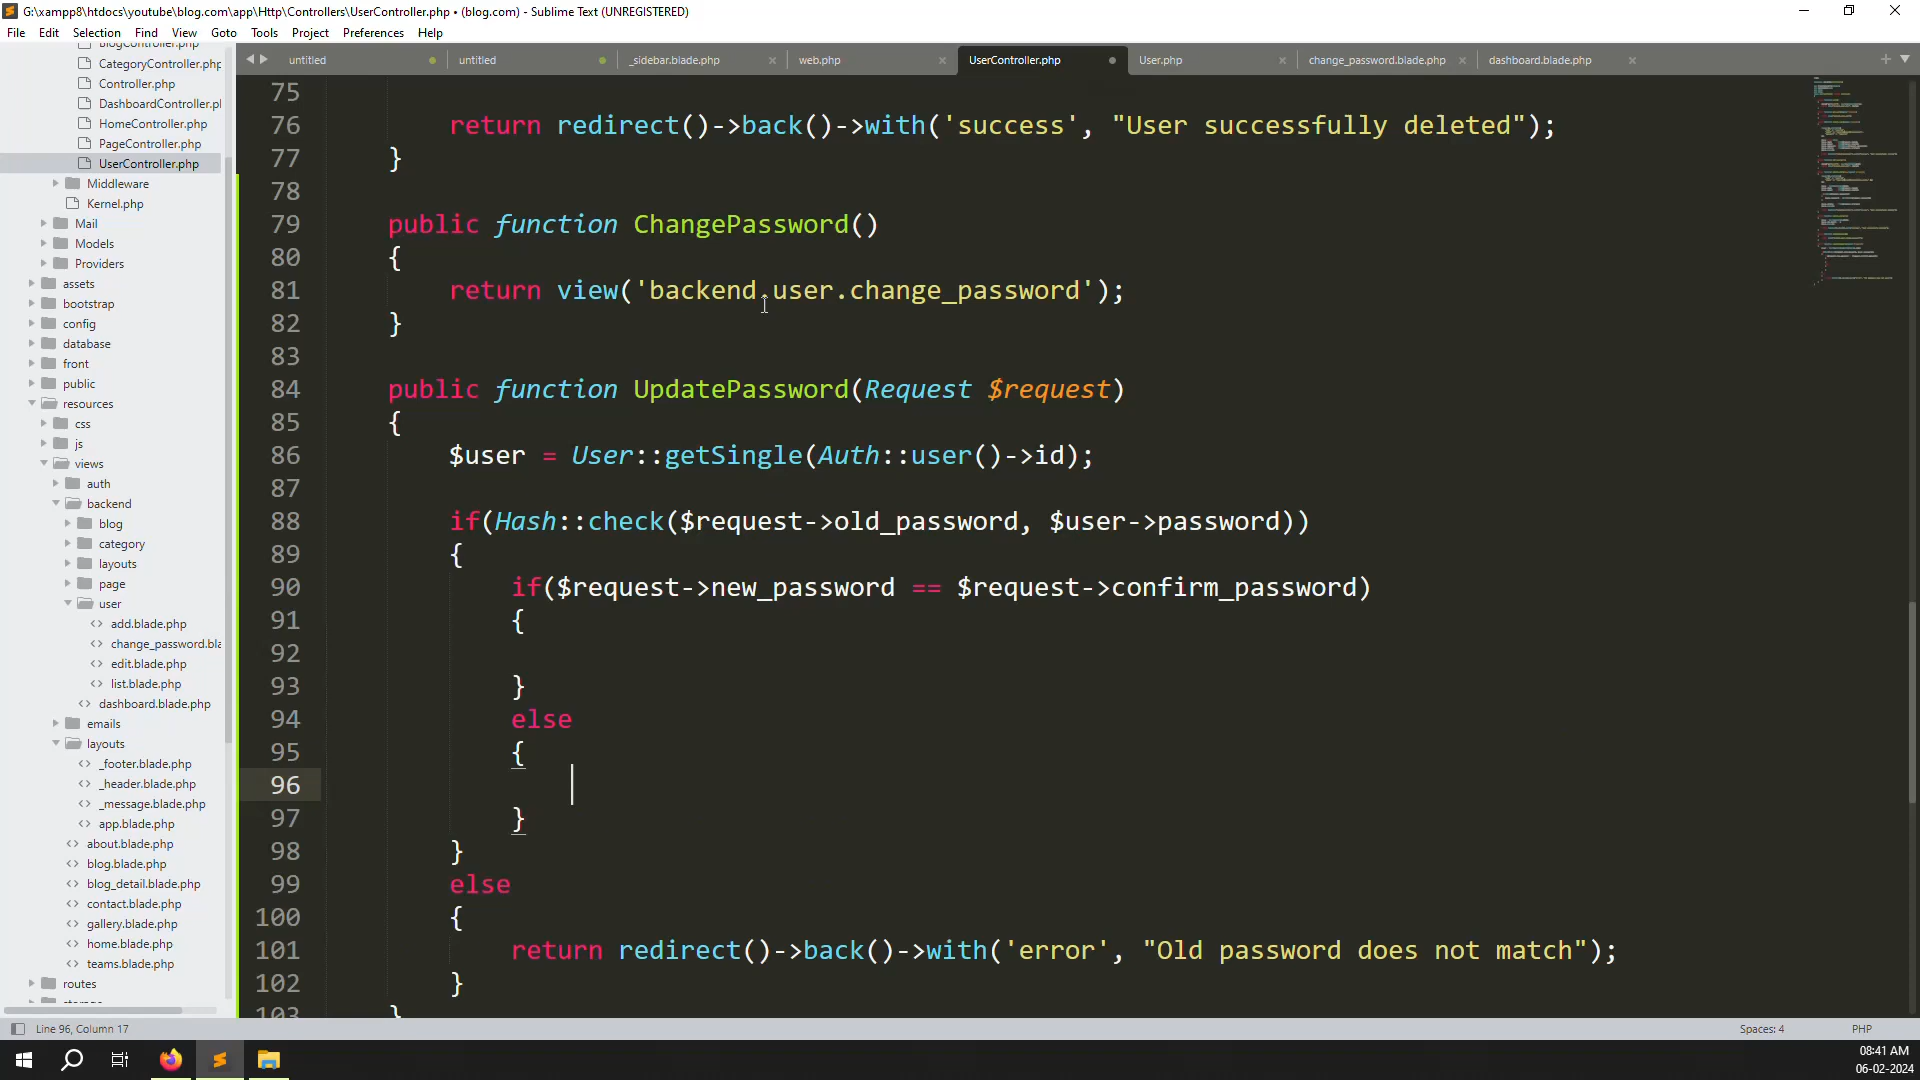 G:\xampp8\htdocs\youtube\blog.com\app\Http\Controllers\UserController.php • (blog.com) - Sublime Text (UNREGISTERED)
File Edit Selection Find View Goto Tools Project Preferences Help
untitled untitled _sidebar.blade.php web.php UserController.php User.php change_password.blade.php dashboard.blade.php
BlogController.php
CategoryController.php
Controller.php
DashboardController.pl
HomeController.php
PageController.php
UserController.php
Middleware
Kernel.php
Mail
Models
Providers
assets
bootstrap
config
database
front
public
resources
css
js
views
auth
backend
blog
category
layouts
page
user
add.blade.php
change_password.bla
edit.blade.php
list.blade.php
dashboard.blade.php
emails
layouts
_footer.blade.php
_header.blade.php
_message.blade.php
app.blade.php
about.blade.php
blog.blade.php
blog_detail.blade.php
contact.blade.php
gallery.blade.php
home.blade.php
teams.blade.php
routes
75
76 return redirect()->back()->with('success', "User successfully deleted");
77 }
78
79 public function ChangePassword()
80 {
81 return view('backend.user.change_password');
82 }
83
84 public function UpdatePassword(Request $request)
85 {
86 $user = User::getSingle(Auth::user()->id);
87
88 if(Hash::check($request->old_password, $user->password))
89 {
90 if($request->new_password == $request->confirm_password)
91 {
92
93 }
94 else
95 {
96
97 }
98 }
99 else
100 {
101 return redirect()->back()->with('error', "Old password does not match");
102 }
103 }
Line 96, Column 17
Spaces: 4 PHP
08:41 AM
06-02-2024